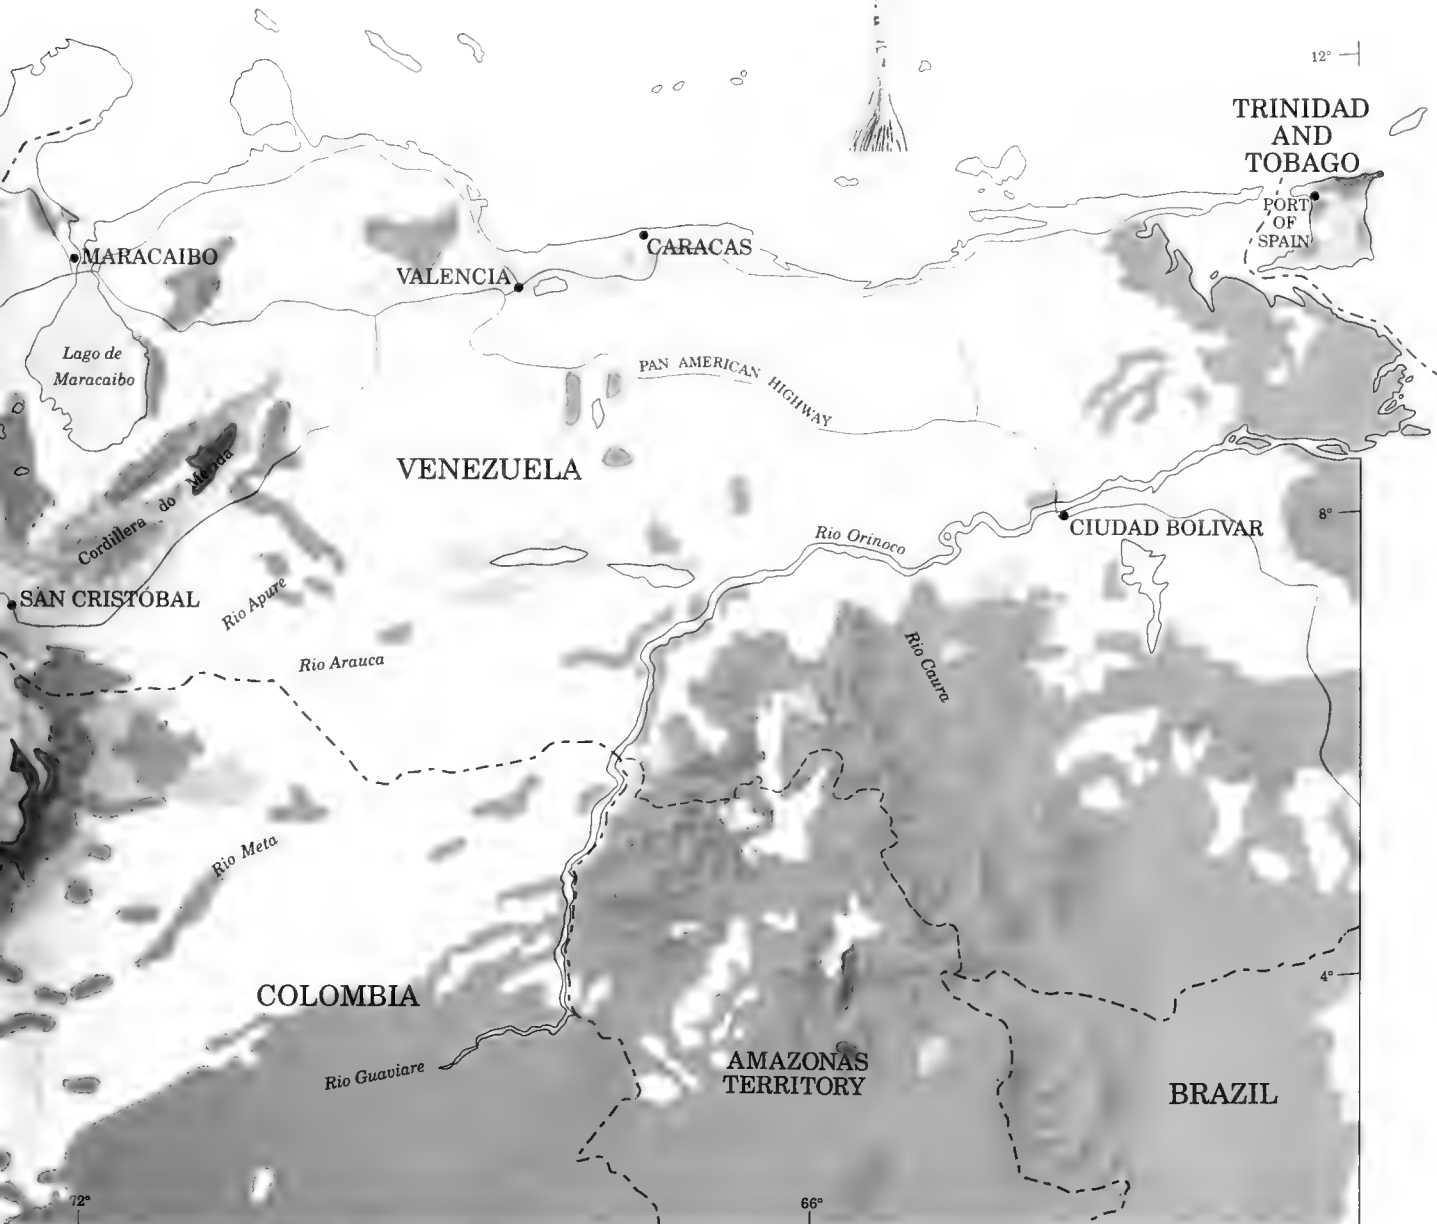 12°
TRINIDAD
AND
TOBAGO
PORT
OF
SPAIN
MARACAIBO
CARACAS
VALENCIA
Lago de
Maracaibo
PAN AMERICAN HIGHWAY
VENEZUELA
Cordillera do Merida
8°
CIUDAD BOLIVAR
Rio Orinoco
SAN CRISTÓBAL
Rio Apure
Rio Arauca
Rio Caura
Rio Meta
COLOMBIA
4°
Rio Guaviare
AMAZONAS
TERRITORY
BRAZIL
72°
66°